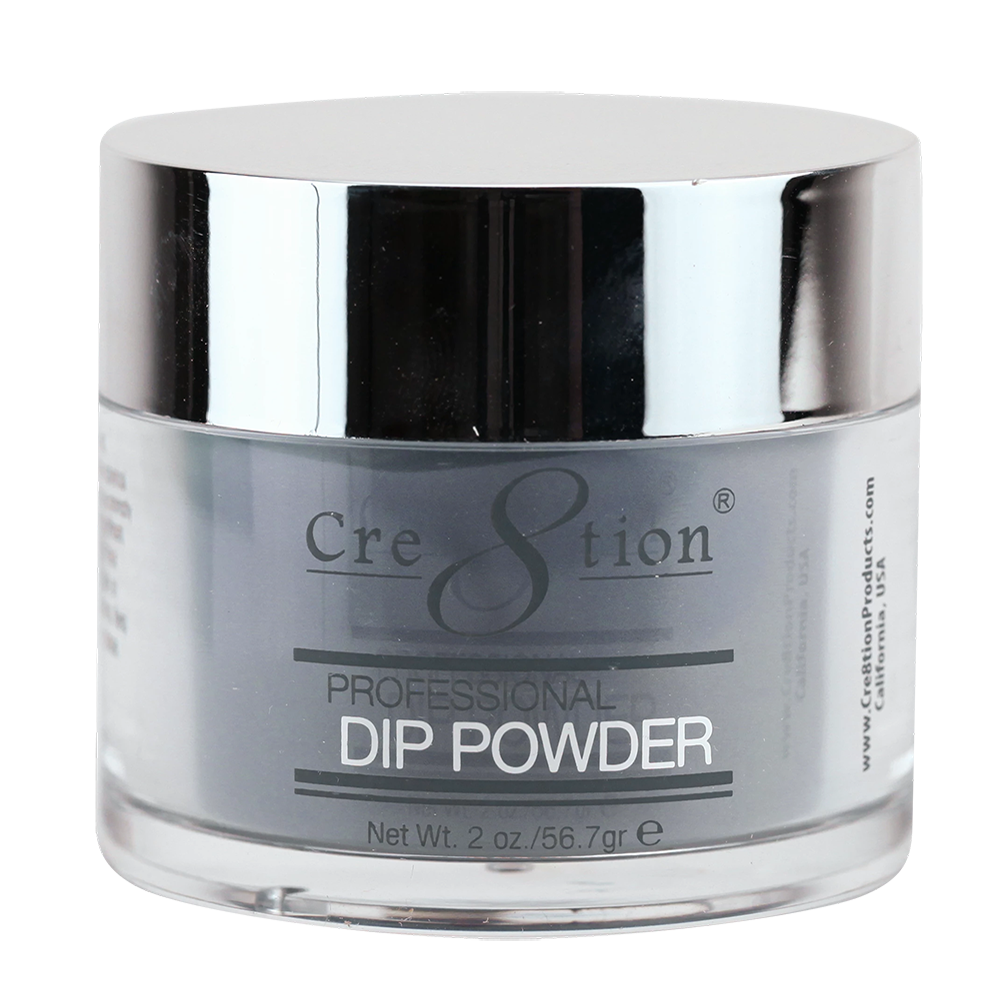 Cre8tion®
PROFESSIONAL
DIP POWDER
Net Wt. 2 oz./56.7gr ℮
www.Cre8tionProducts.com
California, USA